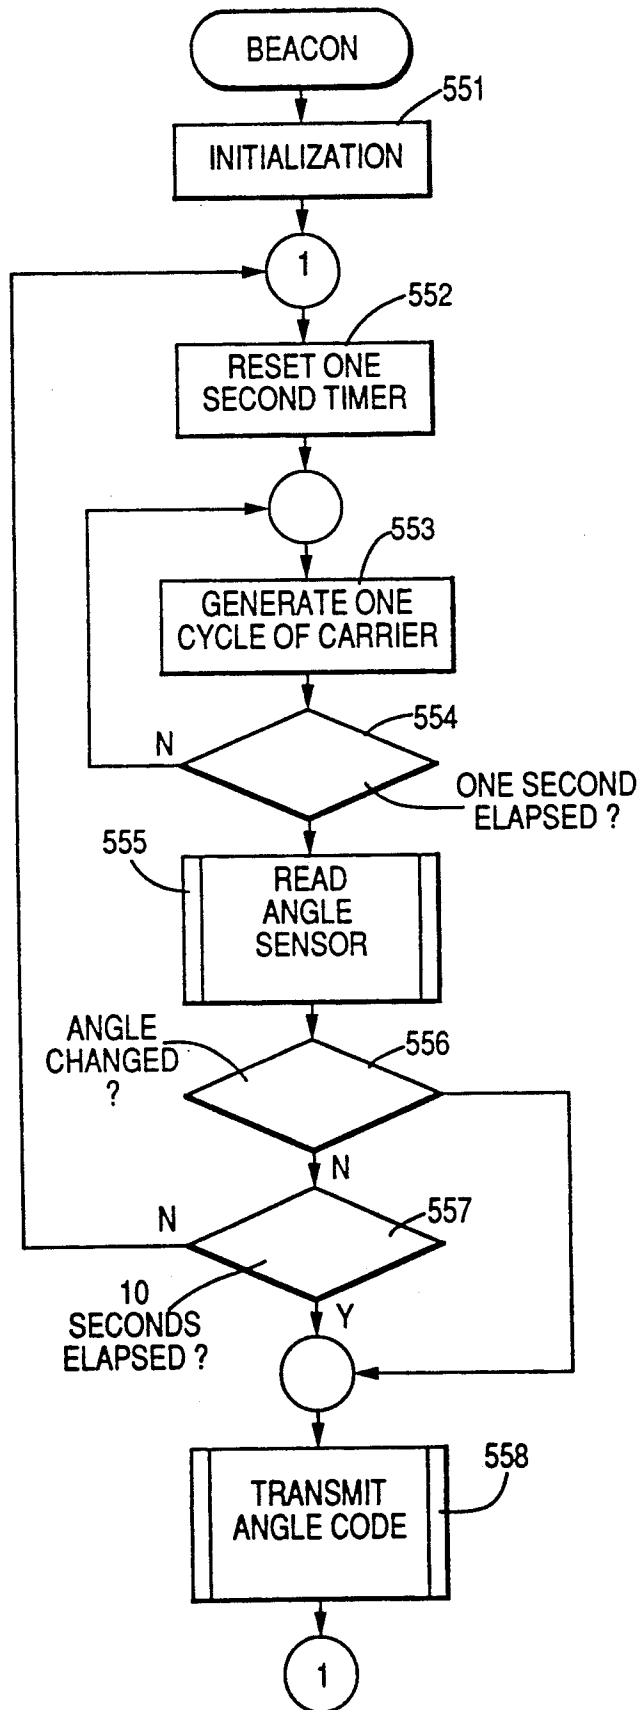 BEACON
551
INITIALIZATION
1
552
RESET ONE
SECOND TIMER
553
GENERATE ONE
CYCLE OF CARRIER
554
N
ONE SECOND
ELAPSED ?
555
READ
ANGLE
SENSOR
ANGLE
CHANGED
?
556
N
557
N
10
SECONDS
ELAPSED ?
Y
558
TRANSMIT
ANGLE CODE
1